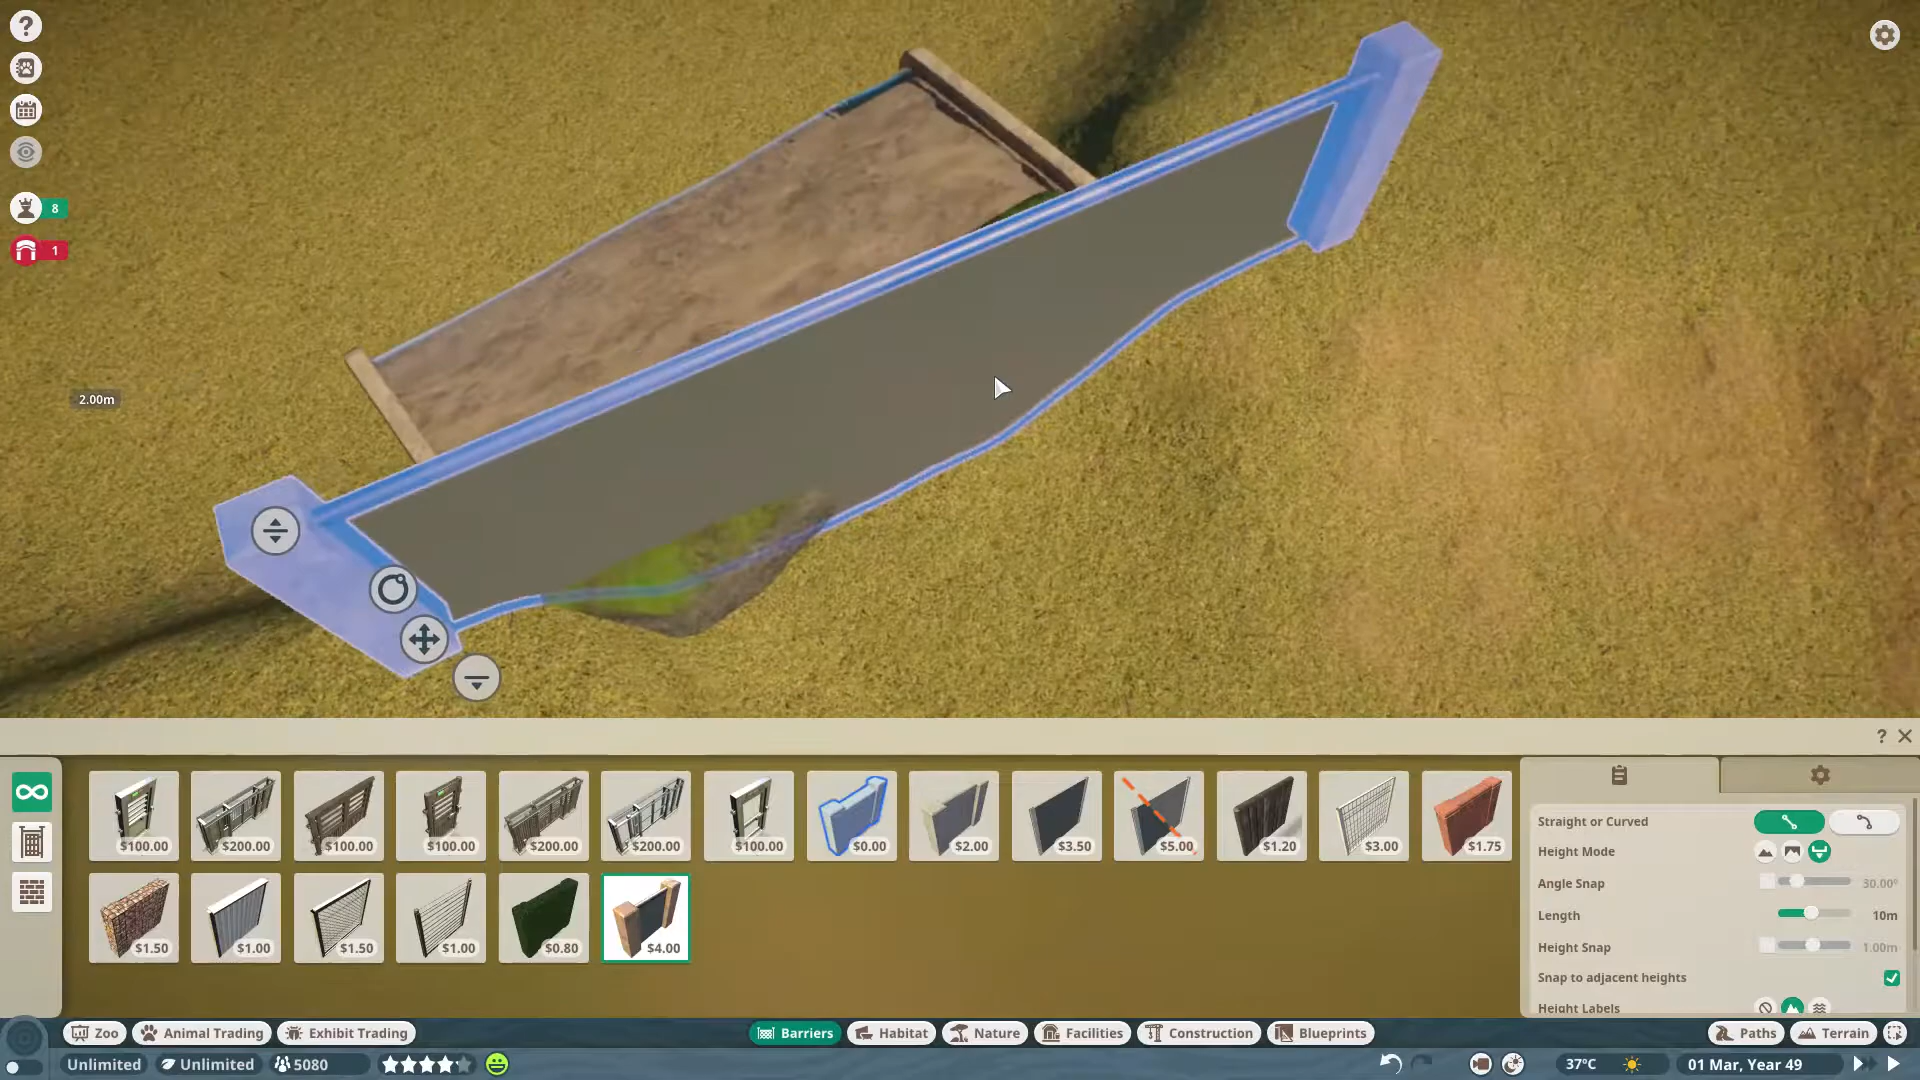 ?
8
1
2.00m
?
$100.00 $200.00 $100.00 $100.00 $200.00 $200.00 $100.00 $0.00 $2.00 $3.50 $5.00 $1.20 $3.00 $1.75
$1.50 $1.00 $1.50 $1.00 $0.80 $4.00
Straight or Curved
Height Mode
Angle Snap 30.00°
Length 10m
Height Snap 1.00m
Snap to adjacent heights
Height Labels
Zoo Animal Trading Exhibit Trading Barriers Habitat Nature Facilities Construction Blueprints Paths Terrain
Unlimited Unlimited 5080 37°C 01 Mar, Year 49